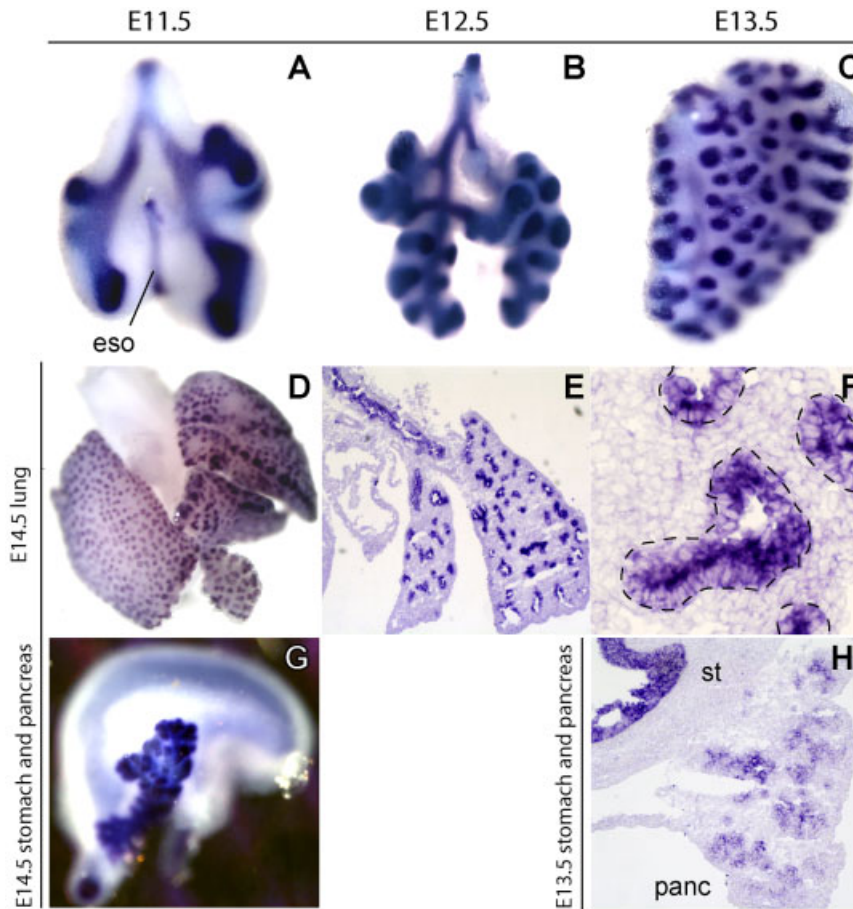 E11.5 E12.5 E13.5
A B C
eso
E14.5 lung
D E F
E14.5 stomach and pancreas
G
E13.5 stomach and pancreas
H
st
panc